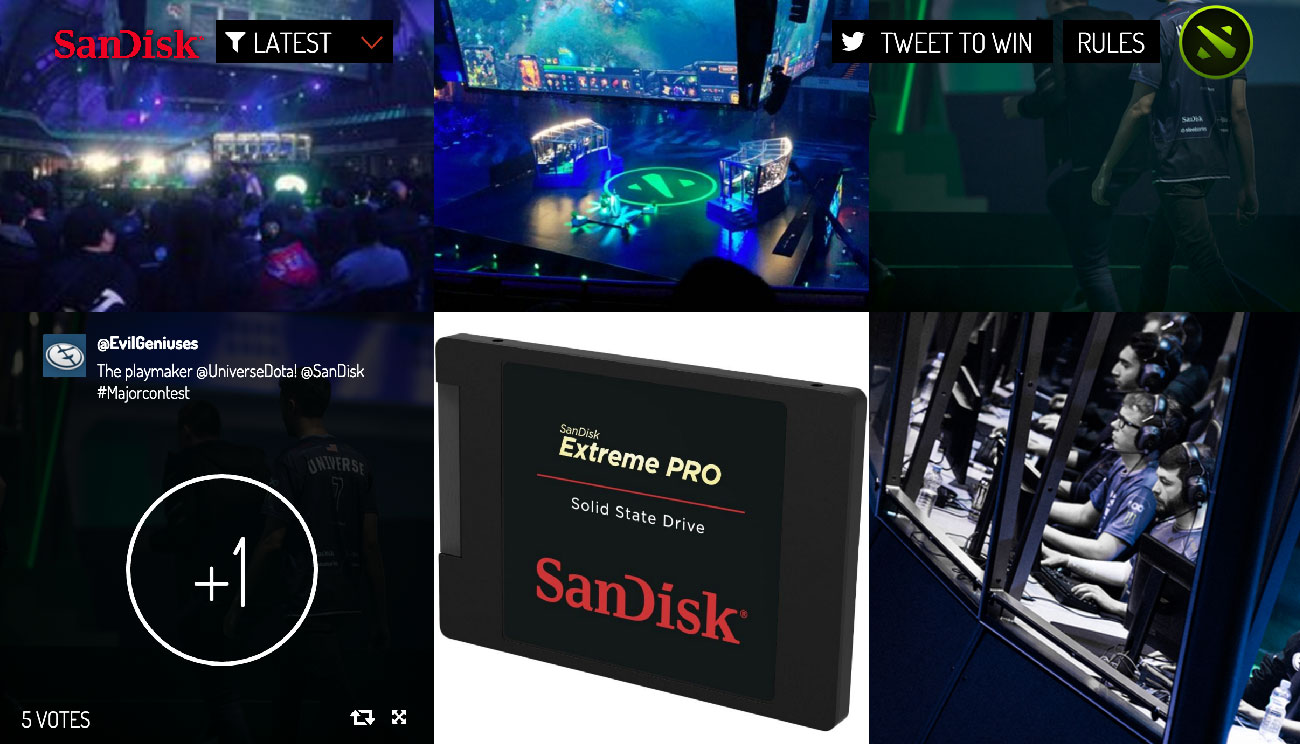 SanDisk®
LATEST
TWEET TO WIN
RULES
SanDisk
@EvilGeniuses
The playmaker @UniverseDota! @SanDisk
#Majorcontest
UNIVERSE
7
+1
5 VOTES
SanDisk
Extreme PRO
Solid State Drive
SanDisk®